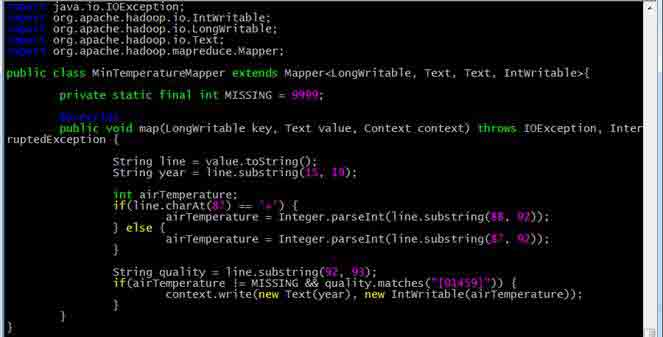 import java.io.IOException;
import org.apache.hadoop.io.IntWritable;
import org.apache.hadoop.io.LongWritable;
import org.apache.hadoop.io.Text;
import org.apache.hadoop.mapreduce.Mapper;
public class MinTemperatureMapper extends Mapper<LongWritable, Text, Text, IntWritable>{
private static final int MISSING = 9999;
@Override
public void map(LongWritable key, Text value, Context context) throws IOException, Inter
ruptedException {
String line = value.toString();
String year = line.substring(15, 19);
int airTemperature;
if(line.charAt(87) == '+') {
airTemperature = Integer.parseInt(line.substring(88, 92));
} else {
airTemperature = Integer.parseInt(line.substring(87, 92));
}
String quality = line.substring(92, 93);
if(airTemperature != MISSING && quality.matches("[01459]")) {
context.write(new Text(year), new IntWritable(airTemperature));
}
}
}